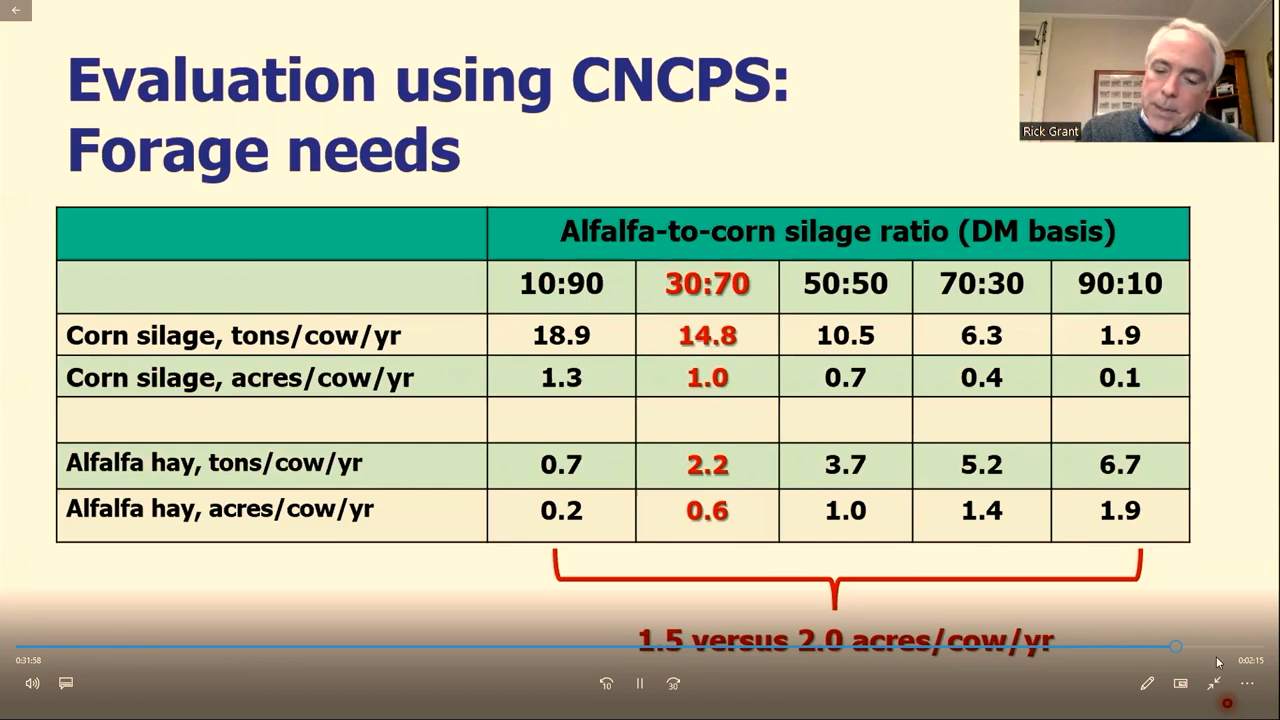 Evaluation using CNCPS:
Forage needs
Rick Grant
Alfalfa-to-corn silage ratio (DM basis)
10:90 30:70 50:50 70:30 90:10
Corn silage, tons/cow/yr 18.9 14.8 10.5 6.3 1.9
Corn silage, acres/cow/yr 1.3 1.0 0.7 0.4 0.1
Alfalfa hay, tons/cow/yr 0.7 2.2 3.7 5.2 6.7
Alfalfa hay, acres/cow/yr 0.2 0.6 1.0 1.4 1.9
1.5 versus 2.0 acres/cow/yr
0:31:58 0:02:15
10 30